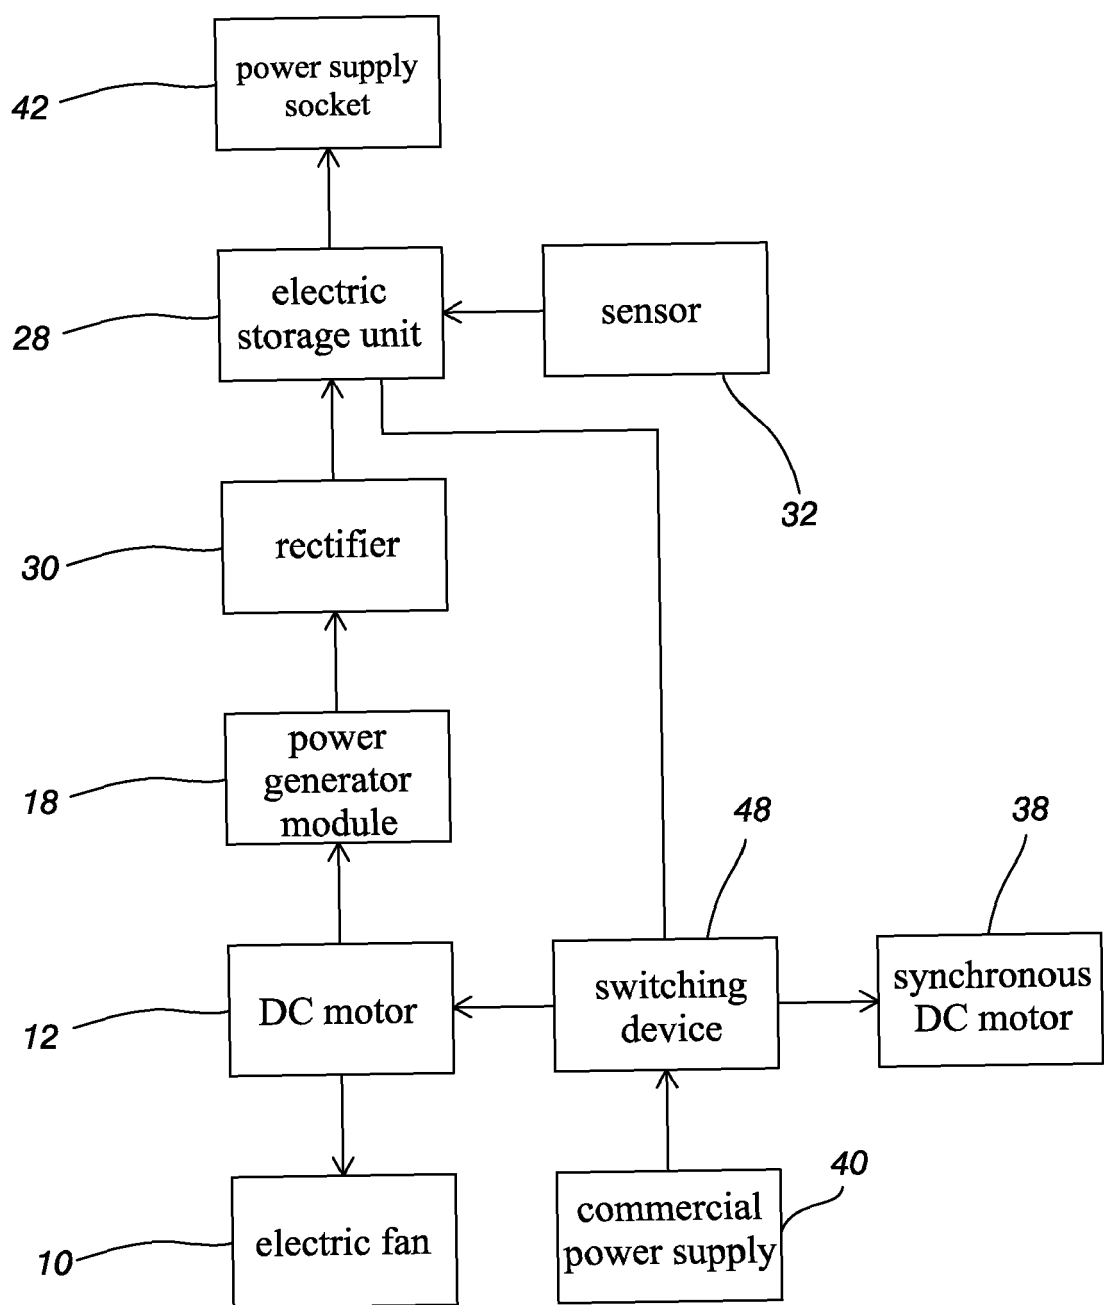 power supply
socket
42
electric
storage unit
28
sensor
32
rectifier
30
power
generator
module
18
48
38
DC motor
12
switching
device
synchronous
DC motor
electric fan
10
commercial
power supply
40